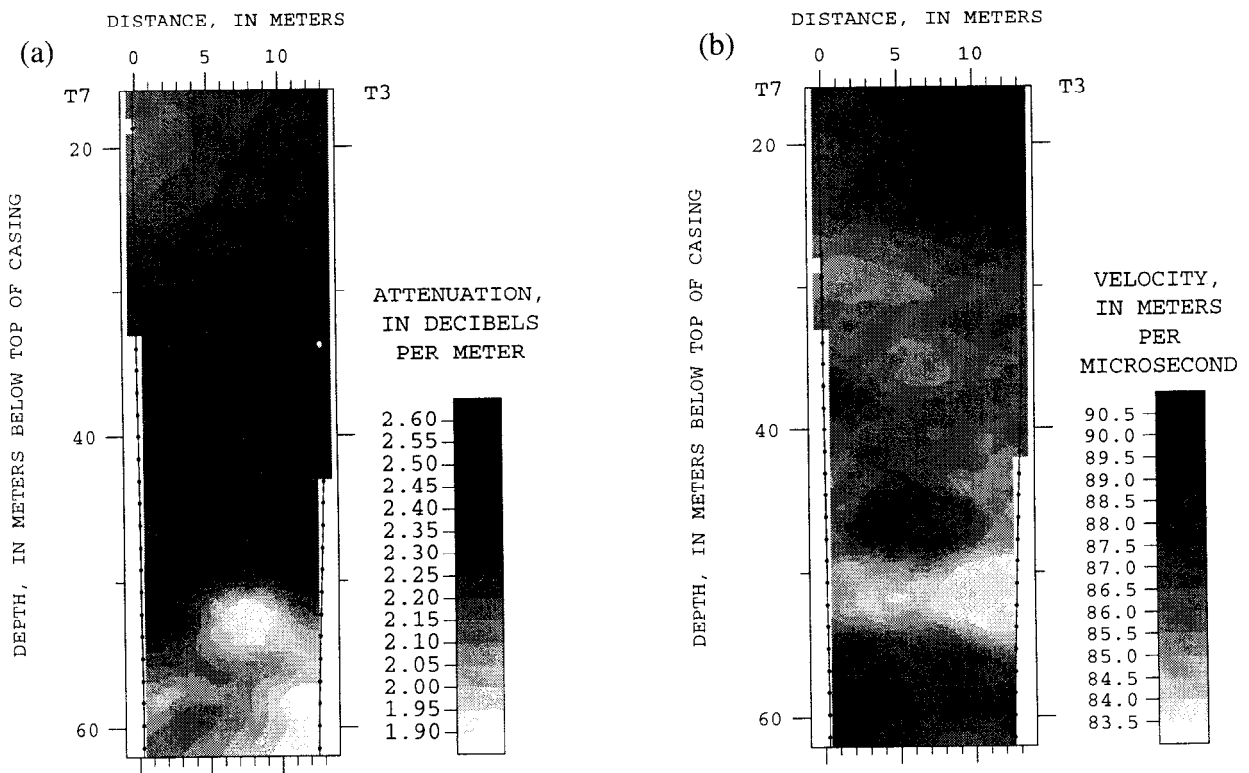 DISTANCE, IN METERS
(a)
0 5 10
T7 T3
20
40
60
DEPTH, IN METERS BELOW TOP OF CASING
ATTENUATION,
IN DECIBELS
PER METER
2.60
2.55
2.50
2.45
2.40
2.35
2.30
2.25
2.20
2.15
2.10
2.05
2.00
1.95
1.90
DISTANCE, IN METERS
(b)
0 5 10
T7 T3
20
40
60
DEPTH, IN METERS BELOW TOP OF CASING
VELOCITY,
IN METERS
PER
MICROSECOND
90.5
90.0
89.5
89.0
88.5
88.0
87.5
87.0
86.5
86.0
85.5
85.0
84.5
84.0
83.5